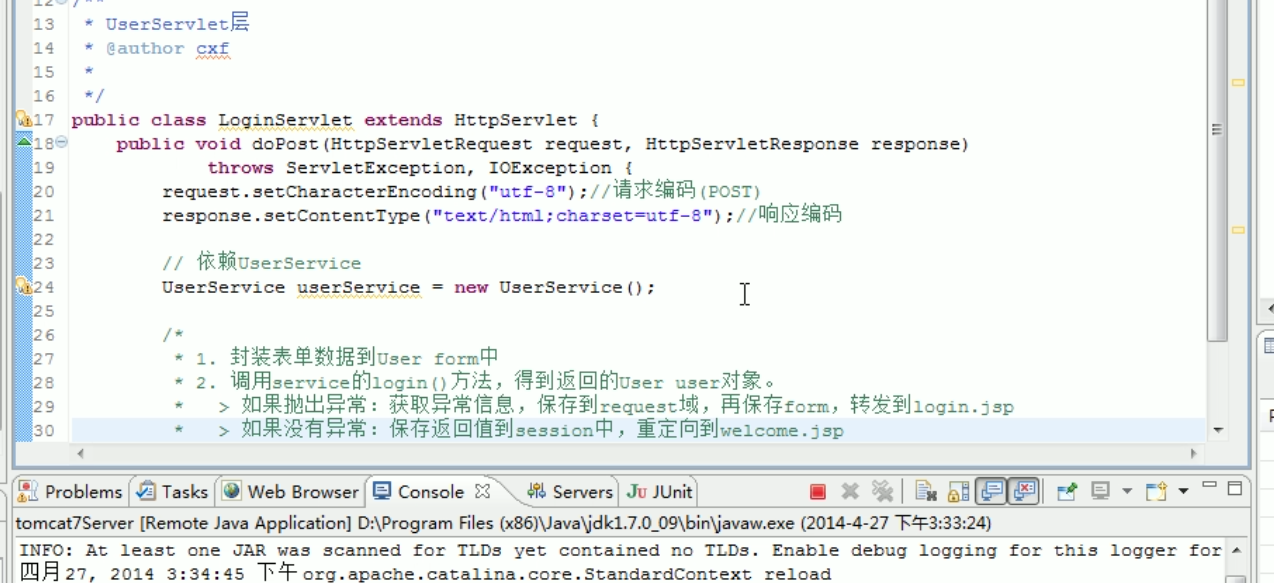 12 /**
13 * UserServlet层
14 * @author cxf
15 *
16 */
17 public class LoginServlet extends HttpServlet {
18 public void doPost(HttpServletRequest request, HttpServletResponse response)
19 throws ServletException, IOException {
20 request.setCharacterEncoding("utf-8");//请求编码(POST)
21 response.setContentType("text/html;charset=utf-8");//响应编码
22
23 // 依赖UserService
24 UserService userService = new UserService();
25
26 /*
27 * 1. 封装表单数据到User form中
28 * 2. 调用service的login()方法，得到返回的User user对象。
29 * > 如果抛出异常：获取异常信息，保存到request域，再保存form，转发到login.jsp
30 * > 如果没有异常：保存返回值到session中，重定向到welcome.jsp
Problems Tasks Web Browser Console Servers JUnit
tomcat7Server [Remote Java Application] D:\Program Files (x86)\Java\jdk1.7.0_09\bin\javaw.exe (2014-4-27 下午3:33:24)
INFO: At least one JAR was scanned for TLDs yet contained no TLDs. Enable debug logging for this logger for
四月 27, 2014 3:34:45 下午 org.apache.catalina.core.StandardContext reload